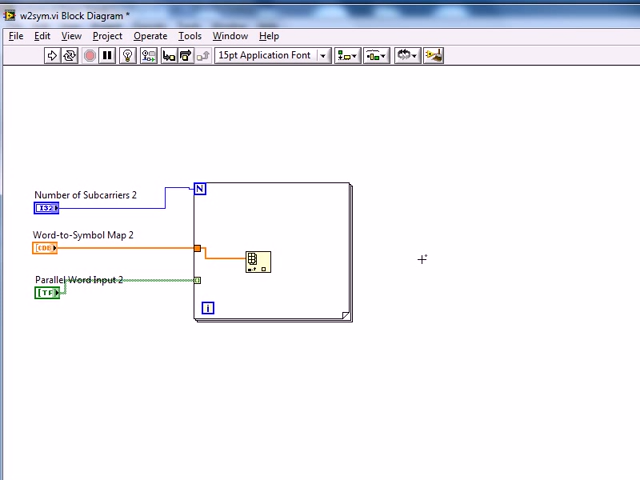 w2sym.vi Block Diagram *
File Edit View Project Operate Tools Window Help
15pt Application Font
Number of Subcarriers 2
I32
N
Word-to-Symbol Map 2
Parallel Word Input 2
[TF
i